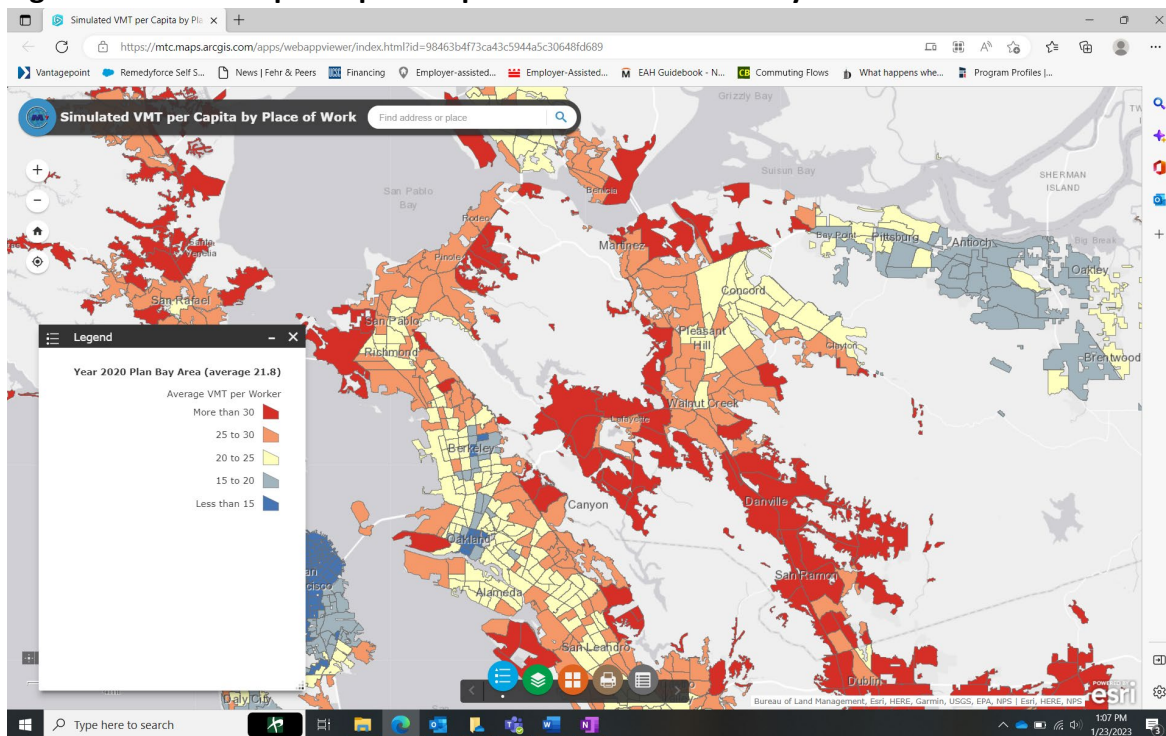 Simulated VMT per Capita by Pla
https://mtc.maps.arcgis.com/apps/webappviewer/index.html?id=98463b4f73ca43c5944a5c30648fd689
Vantagepoint
Remedyforce Self S...
News | Fehr & Peers
Financing
Employer-assisted...
Employer-Assisted...
EAH Guidebook - N...
Commuting Flows
What happens whe...
Program Profiles |...
Simulated VMT per Capita by Place of Work
Find address or place
Grizzly Bay
Suisun Bay
SHERMAN
ISLAND
San Pablo
Bay
Benicia
Rodeo
Martinez
Bay Point
Pittsburg
Antioch
Big Break
Oakley
Pinole
San Rafael
Concord
San Pablo
Richmond
Pleasant
Hill
Clayton
Brentwood
Walnut Creek
Lafayette
Berkeley
Canyon
Danville
Oakland
Alameda
San Ramon
San Leandro
Dublin
Daly City
Legend
Year 2020 Plan Bay Area (average 21.8)
Average VMT per Worker
More than 30
25 to 30
20 to 25
15 to 20
Less than 15
Bureau of Land Management, Esri, HERE, Garmin, USGS, EPA, NPS | Esri, HERE, NPS
POWERED BY
esri
Type here to search
1:07 PM
1/23/2023